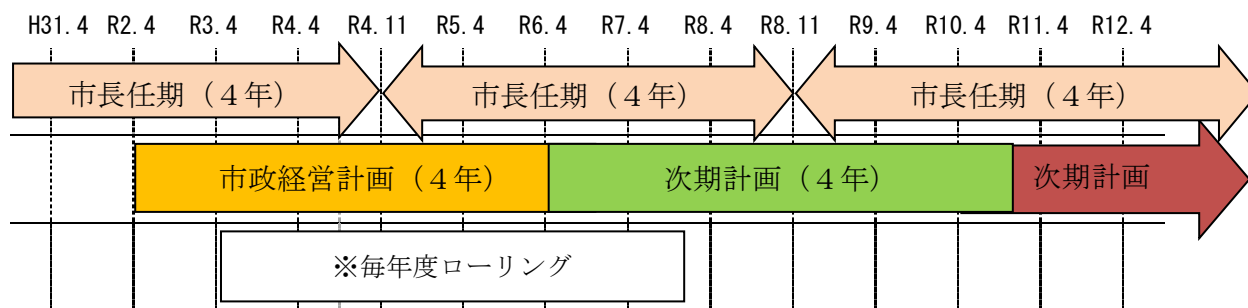 H31.4 R2.4 R3.4 R4.4 R4.11 R5.4 R6.4 R7.4 R8.4 R8.11 R9.4 R10.4 R11.4 R12.4
市長任期（４年） 市長任期（４年） 市長任期（４年）
市政経営計画（４年） 次期計画（４年） 次期計画
※毎年度ローリング